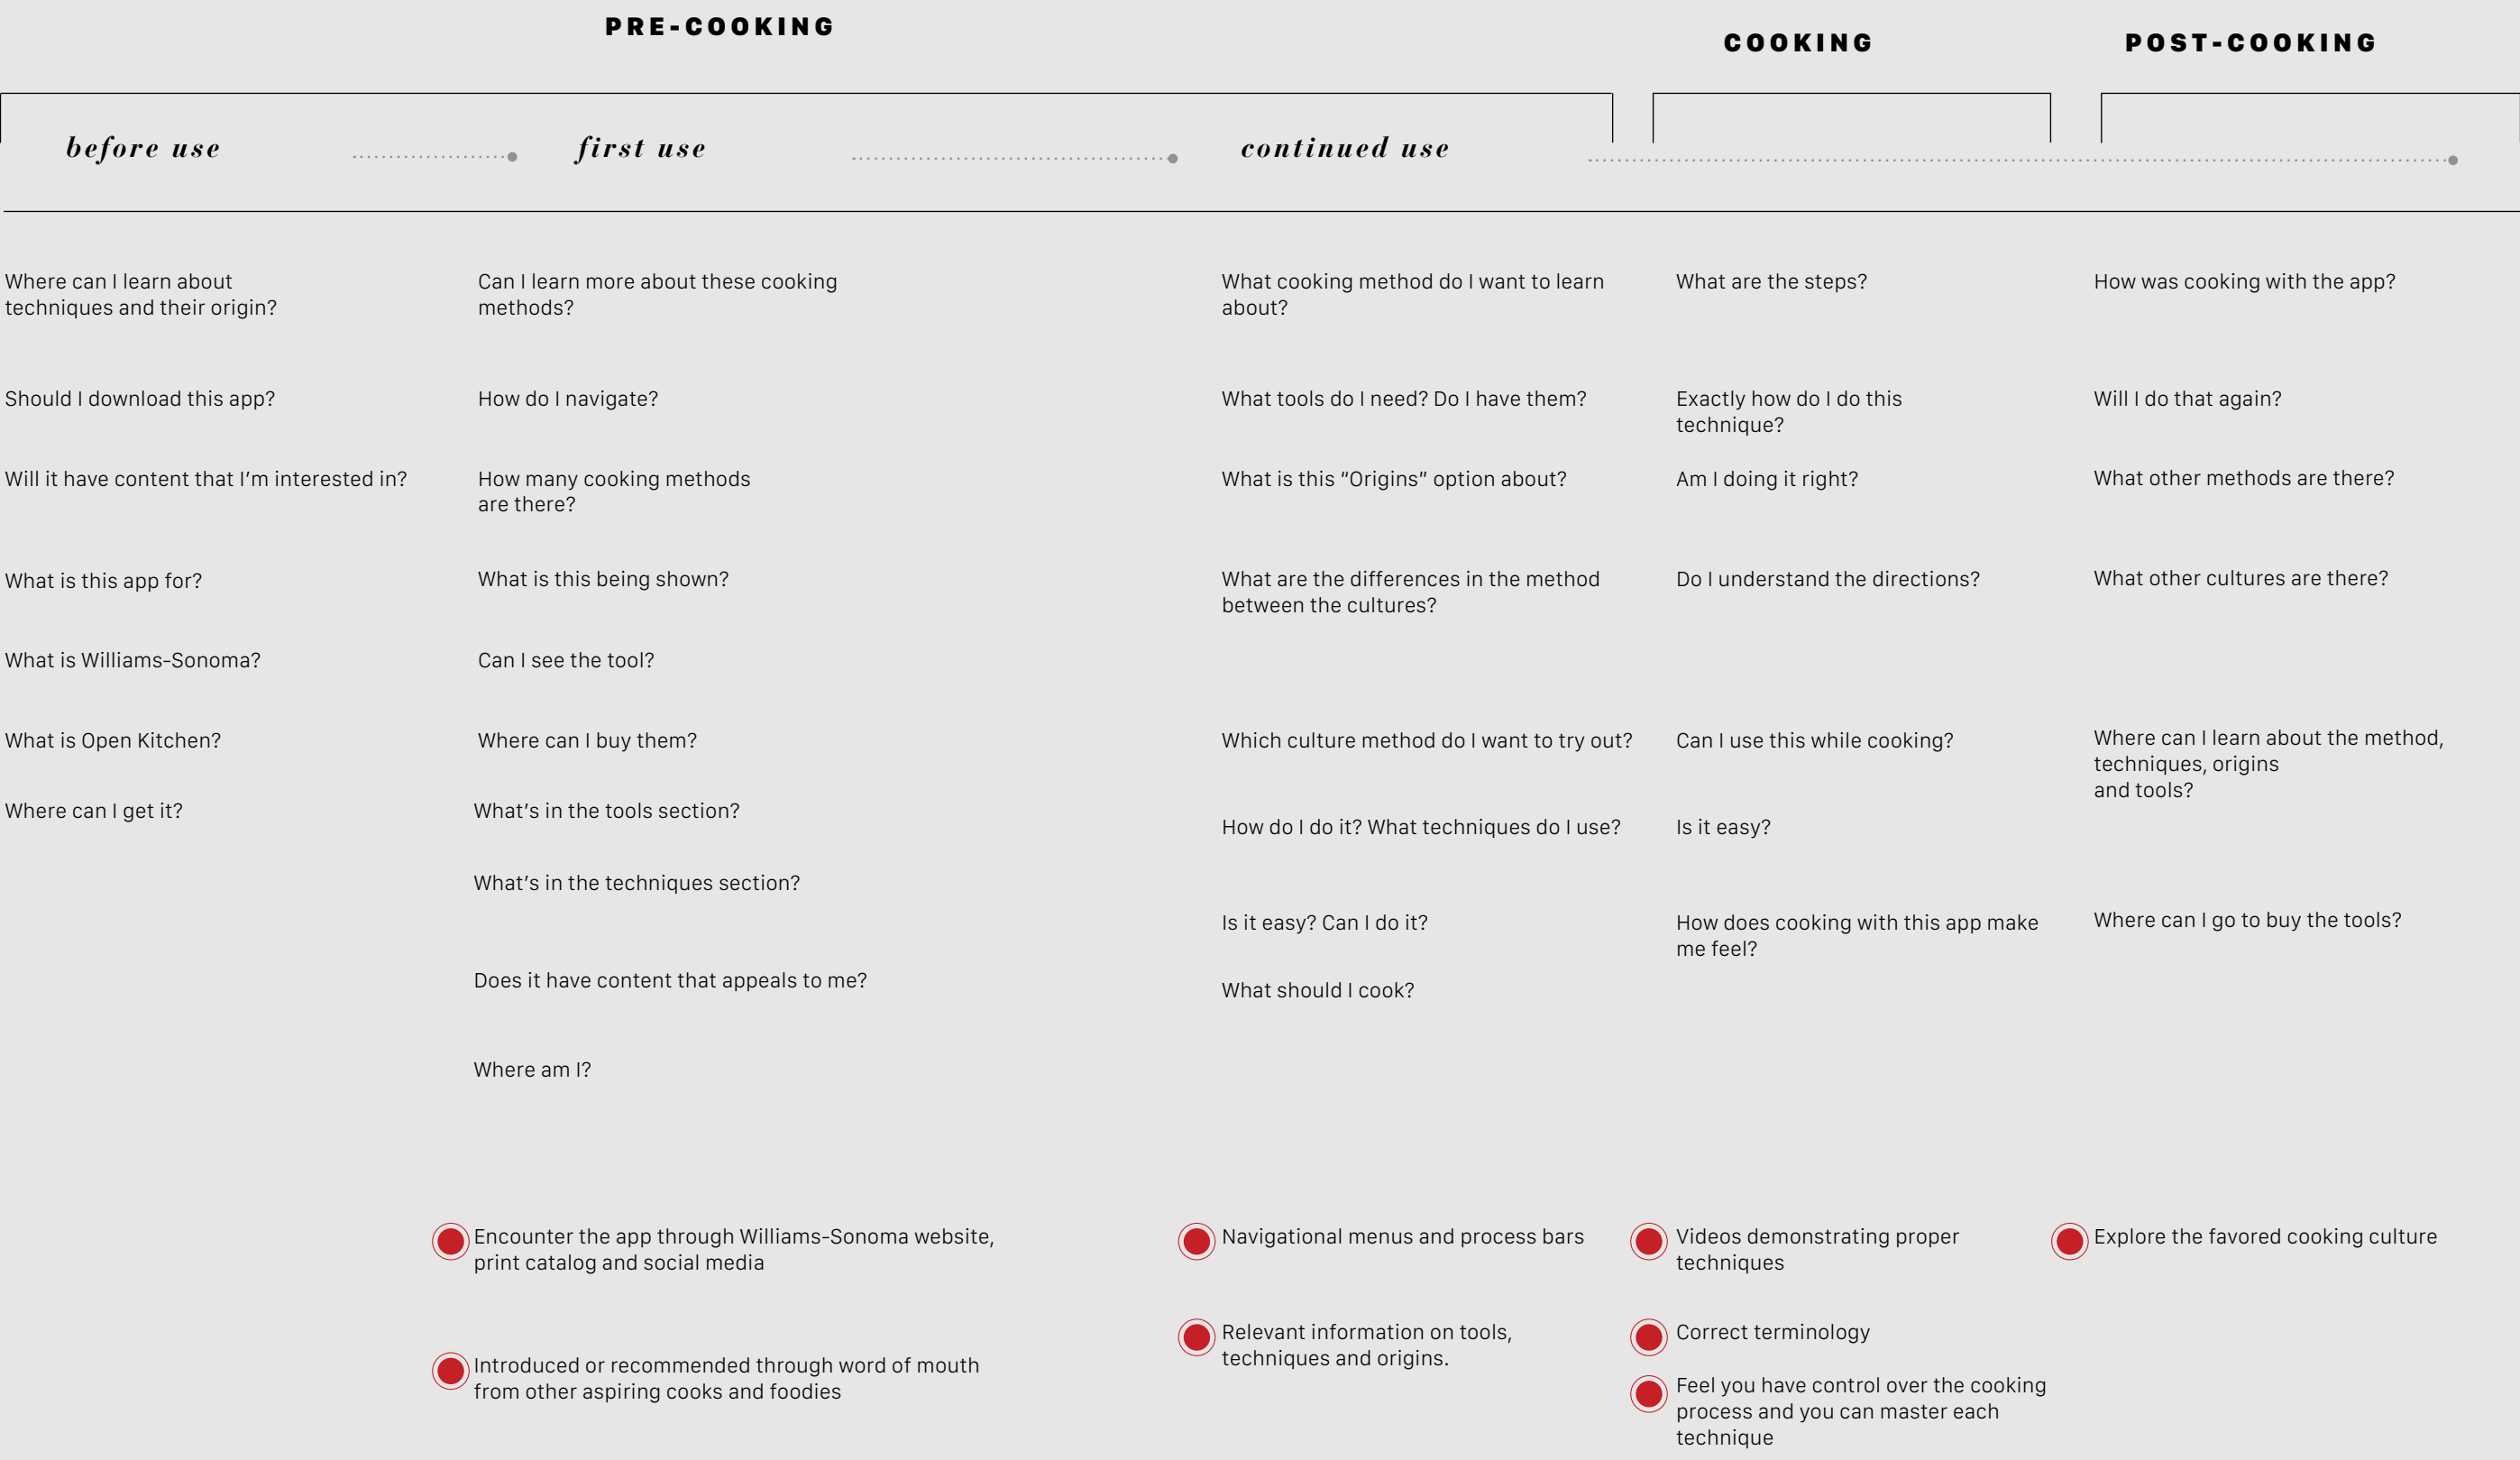 PRE-COOKING
COOKING
POST-COOKING
before use
first use
continued use
Where can I learn about
techniques and their origin?
Should I download this app?
Will it have content that I'm interested in?
What is this app for?
What is Williams-Sonoma?
What is Open Kitchen?
Where can I get it?
Can I learn more about these cooking
methods?
How do I navigate?
How many cooking methods
are there?
What is this being shown?
Can I see the tool?
Where can I buy them?
What's in the tools section?
What's in the techniques section?
Does it have content that appeals to me?
Where am I?
Encounter the app through Williams-Sonoma website,
print catalog and social media
Introduced or recommended through word of mouth
from other aspiring cooks and foodies
What cooking method do I want to learn
about?
What tools do I need? Do I have them?
What is this “Origins” option about?
What are the differences in the method
between the cultures?
Which culture method do I want to try out?
How do I do it? What techniques do I use?
Is it easy? Can I do it?
What should I cook?
Navigational menus and process bars
Relevant information on tools,
techniques and origins.
What are the steps?
Exactly how do I do this
technique?
Am I doing it right?
Do I understand the directions?
Can I use this while cooking?
Is it easy?
How does cooking with this app make
me feel?
Videos demonstrating proper
techniques
Correct terminology
Feel you have control over the cooking
process and you can master each
technique
How was cooking with the app?
Will I do that again?
What other methods are there?
What other cultures are there?
Where can I learn about the method,
techniques, origins
and tools?
Where can I go to buy the tools?
Explore the favored cooking culture